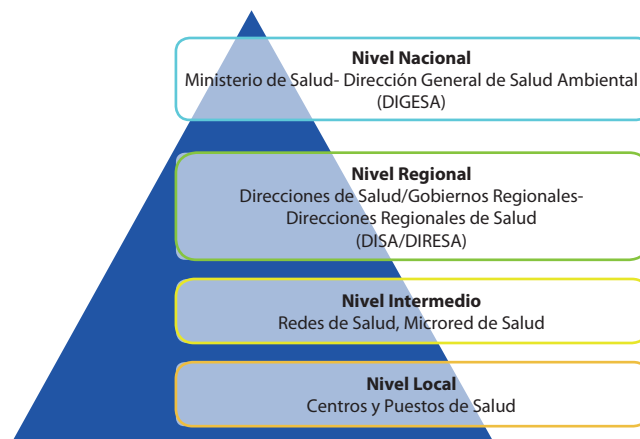 Nivel Nacional
Ministerio de Salud- Dirección General de Salud Ambiental
(DIGESA)
Nivel Regional
Direcciones de Salud/Gobiernos Regionales-
Direcciones Regionales de Salud
(DISA/DIRESA)
Nivel Intermedio
Redes de Salud, Microred de Salud
Nivel Local
Centros y Puestos de Salud